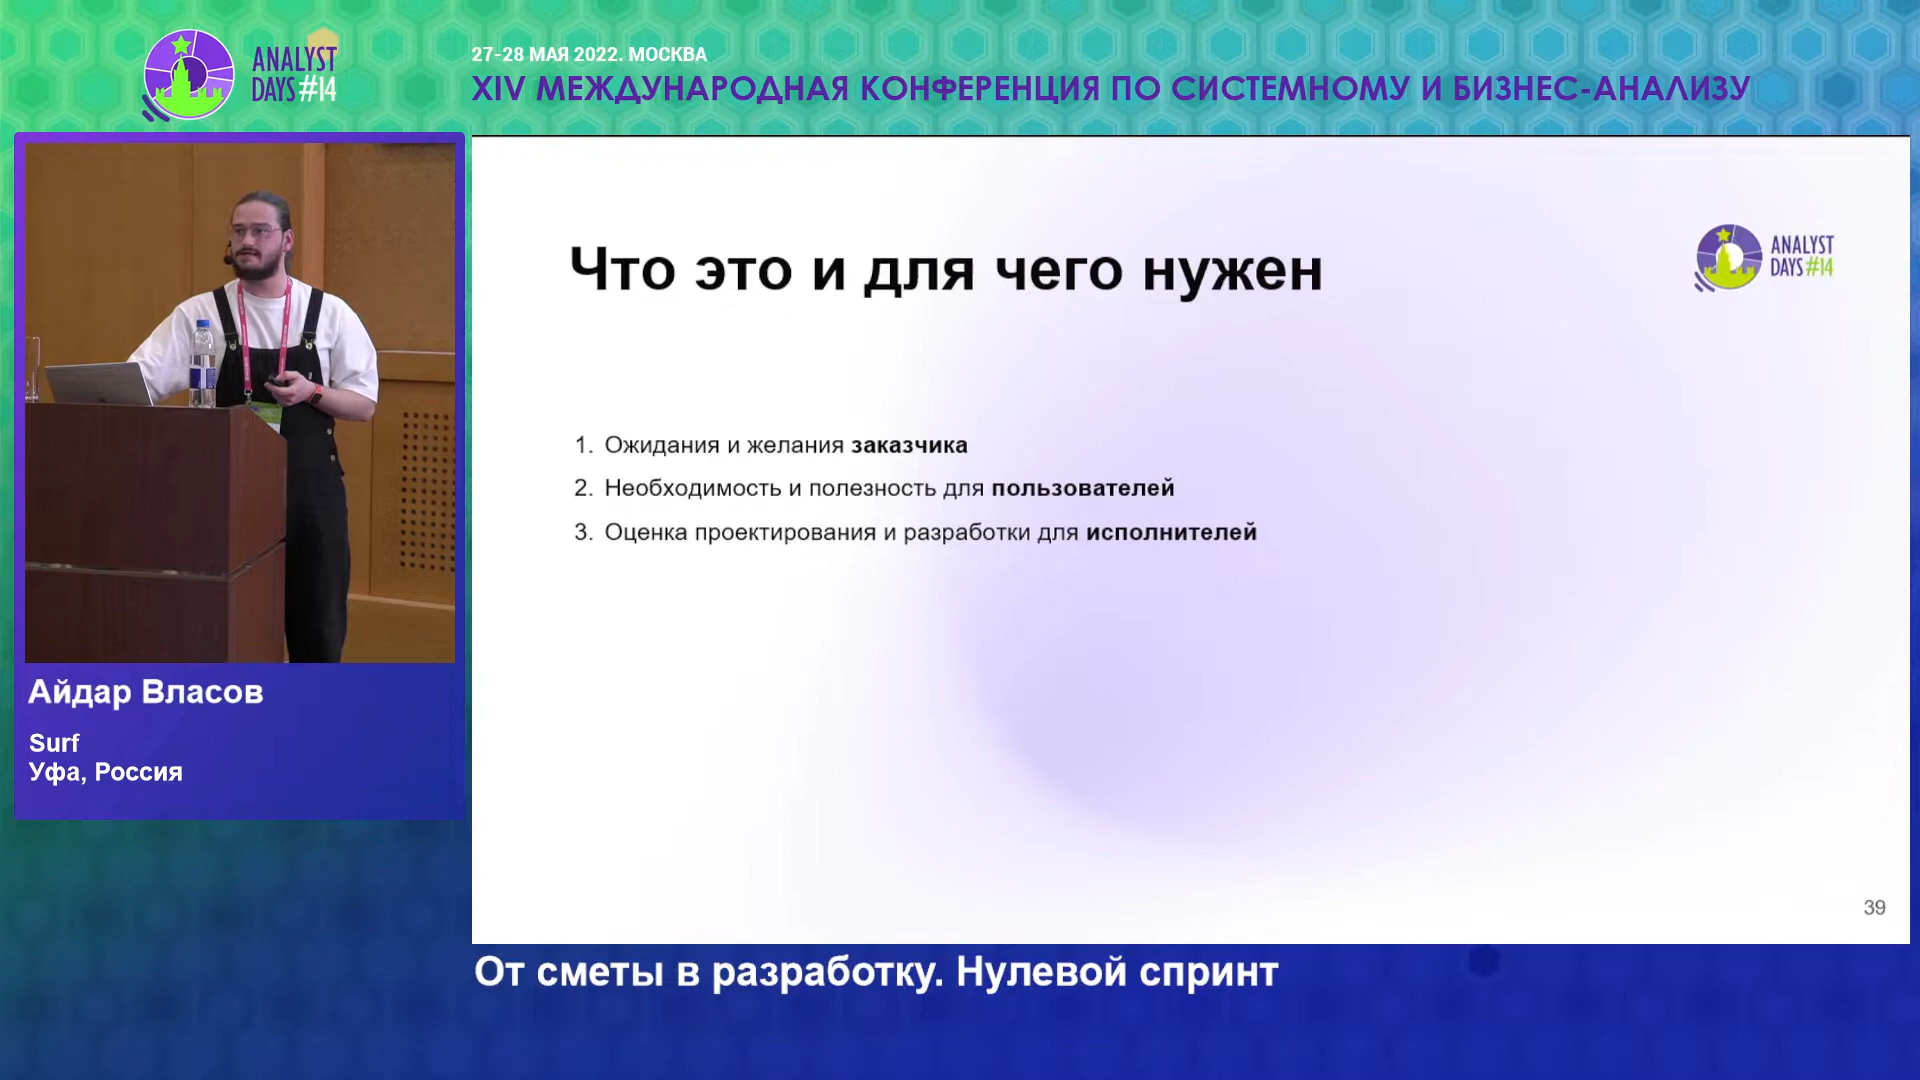 ANALYST
DAYS #14
27-28 МАЯ 2022. МОСКВА
XIV МЕЖДУНАРОДНАЯ КОНФЕРЕНЦИЯ ПО СИСТЕМНОМУ И БИЗНЕС-АНАЛИЗУ
Что это и для чего нужен
ANALYST
DAYS #14
1. Ожидания и желания заказчика
2. Необходимость и полезность для пользователей
3. Оценка проектирования и разработки для исполнителей
39
Айдар Власов
Surf
Уфа, Россия
От сметы в разработку. Нулевой спринт